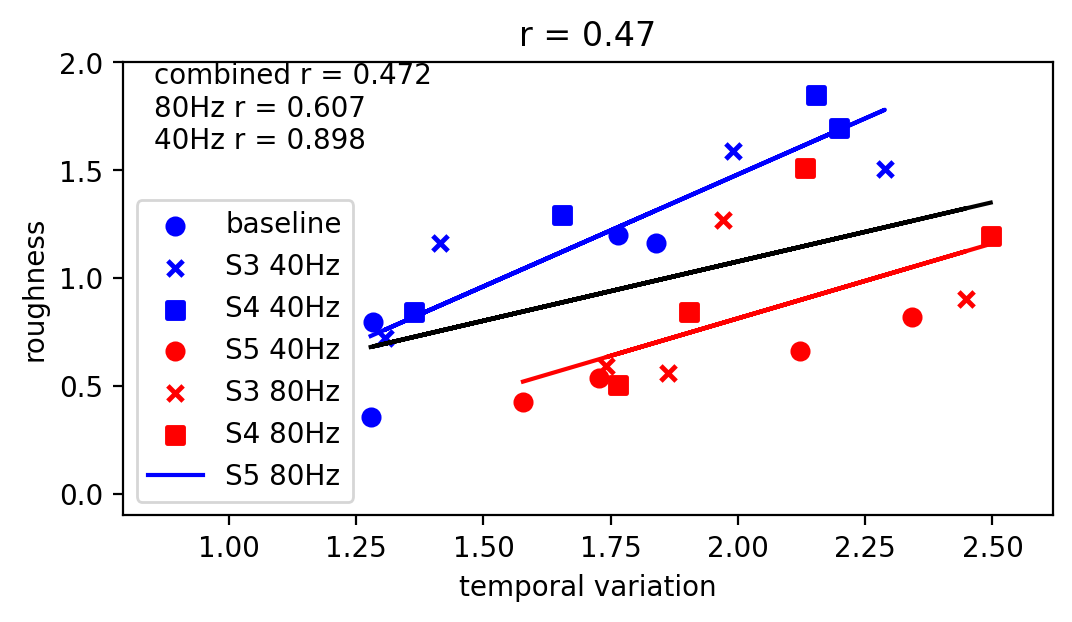 r = 0.47
combined r = 0.472
80Hz r = 0.607
40Hz r = 0.898
baseline
S3 40Hz
S4 40Hz
S5 40Hz
S3 80Hz
S4 80Hz
S5 80Hz
roughness
2.0
1.5
1.0
0.5
0.0
1.00 1.25 1.50 1.75 2.00 2.25 2.50
temporal variation